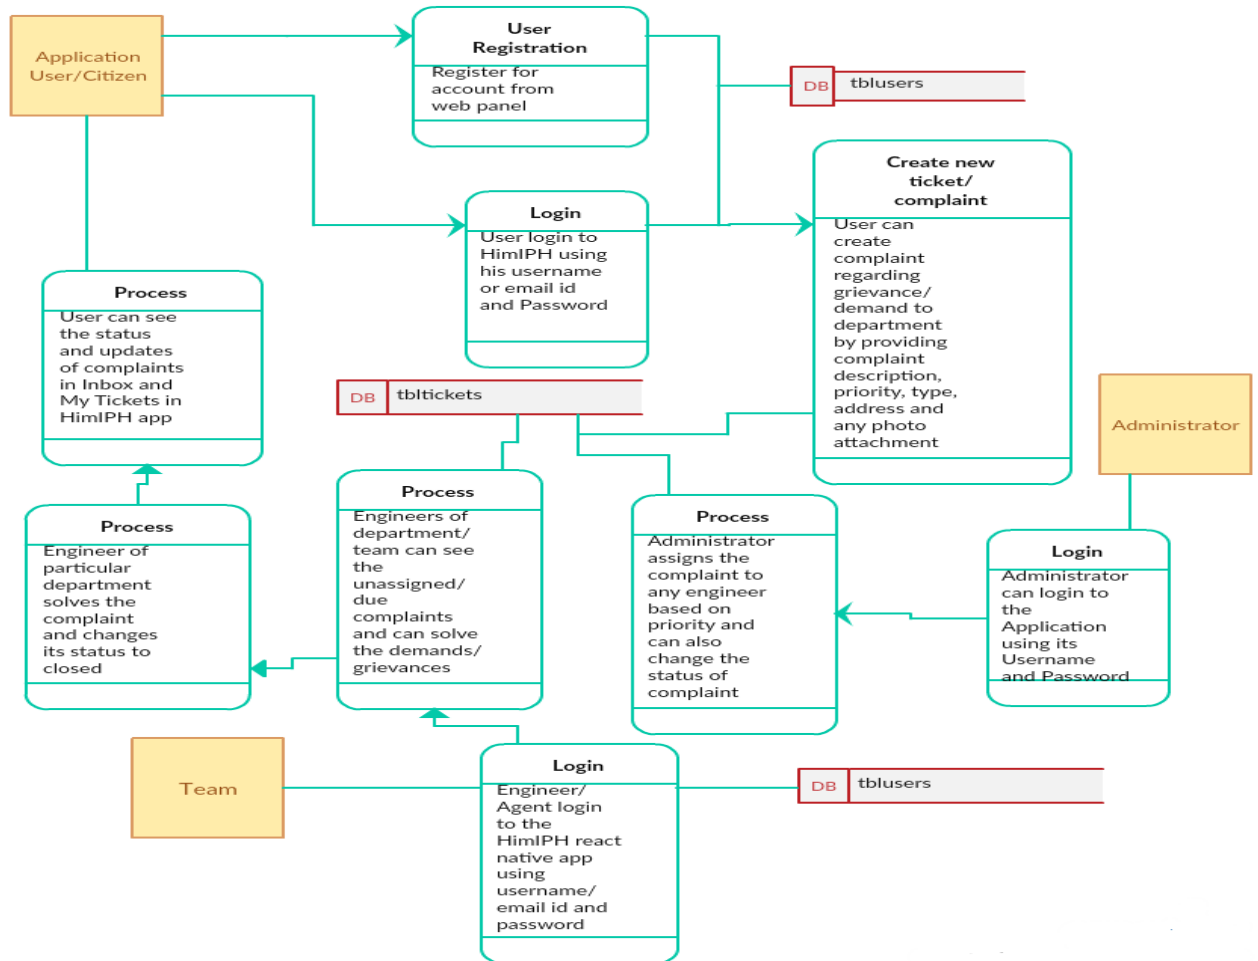 Application
User/Citizen
User
Registration
Register for
account from
web panel
DB
tblusers
Create new
ticket/
complaint
User can
create
complaint
regarding
grievance/
demand to
department
by providing
complaint
description,
priority, type,
address and
any photo
attachment
Login
User login to
HimIPH using
his username
or email id
and Password
Process
User can see
the status
and updates
of complaints
in Inbox and
My Tickets in
HimIPH app
DB
tbltickets
Administrator
Process
Engineer of
particular
department
solves the
complaint
and changes
its status to
closed
Process
Engineers of
department/
team can see
the
unassigned/
due
complaints
and can solve
the demands/
grievances
Process
Administrator
assigns the
complaint to
any engineer
based on
priority and
can also
change the
status of
complaint
Login
Administrator
can login to
the
Application
using its
Username
and Password
Team
Login
Engineer/
Agent login
to the
HimIPH react
native app
using
username/
email id and
password
DB
tblusers